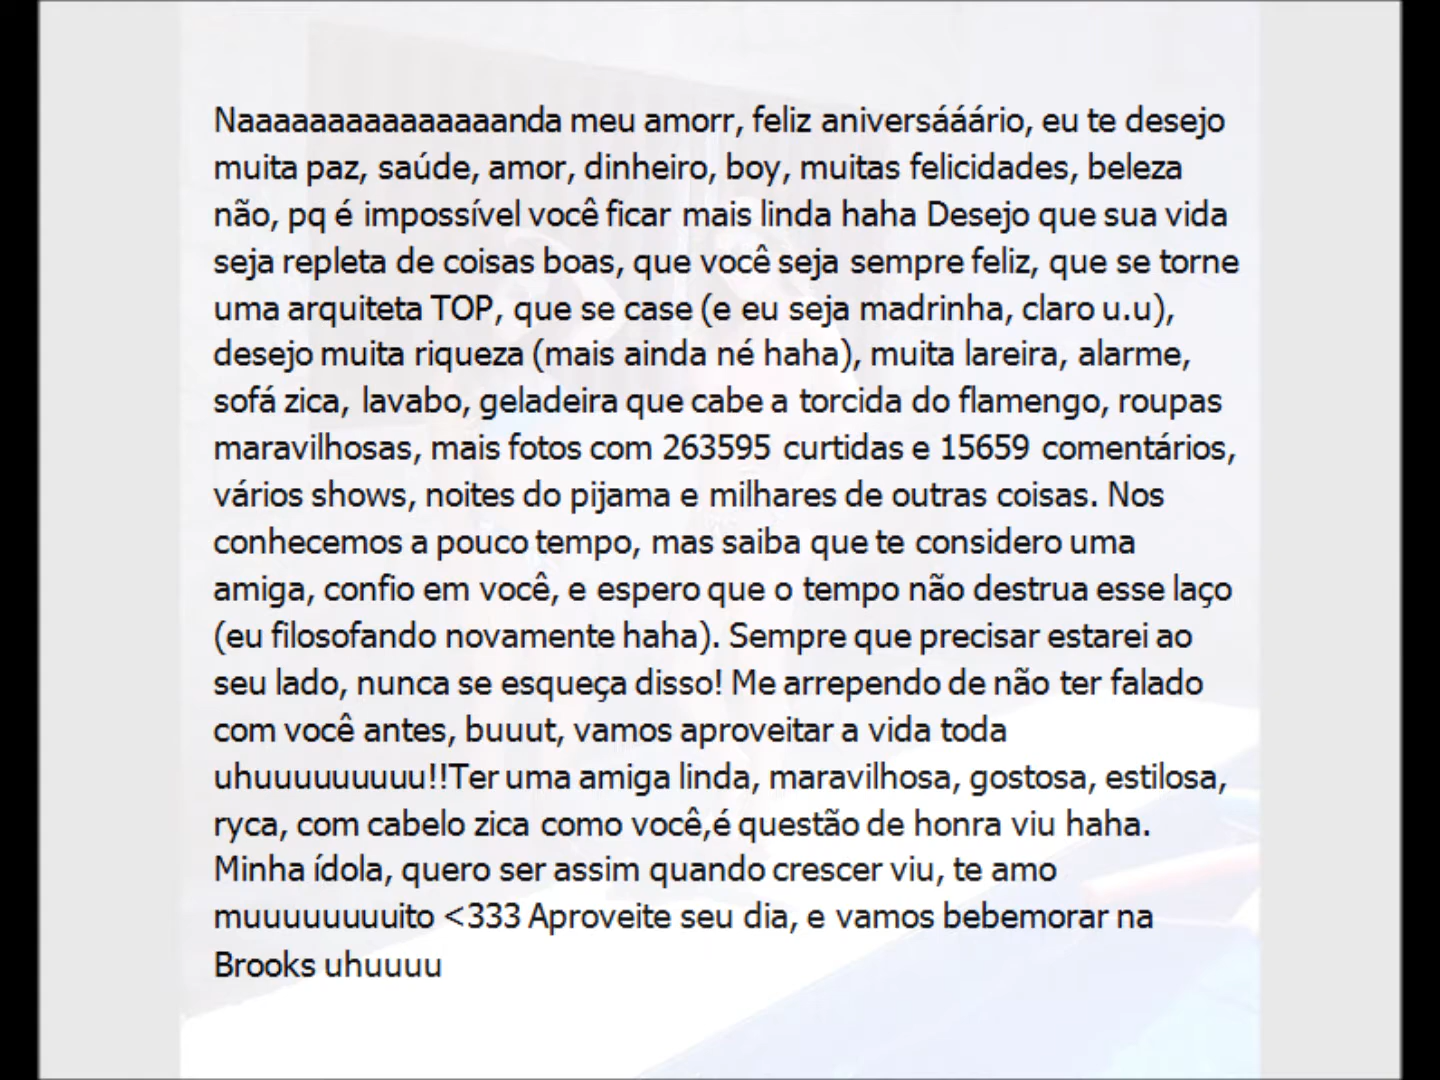 Naaaaaaaaaaaaaaaanda meu amorr, feliz aniversááário, eu te desejo
muita paz, saúde, amor, dinheiro, boy, muitas felicidades, beleza
não, pq é impossível você ficar mais linda haha Desejo que sua vida
seja repleta de coisas boas, que você seja sempre feliz, que se torne
uma arquiteta TOP, que se case (e eu seja madrinha, claro u.u),
desejo muita riqueza (mais ainda né haha), muita lareira, alarme,
sofá zica, lavabo, geladeira que cabe a torcida do flamengo, roupas
maravilhosas, mais fotos com 263595 curtidas e 15659 comentários,
vários shows, noites do pijama e milhares de outras coisas. Nos
conhecemos a pouco tempo, mas saiba que te considero uma
amiga, confio em você, e espero que o tempo não destrua esse laço
(eu filosofando novamente haha). Sempre que precisar estarei ao
seu lado, nunca se esqueça disso! Me arrependo de não ter falado
com você antes, buuut, vamos aproveitar a vida toda
uhuuuuuuuuu!!Ter uma amiga linda, maravilhosa, gostosa, estilosa,
ryca, com cabelo zica como você,é questão de honra viu haha.
Minha ídola, quero ser assim quando crescer viu, te amo
muuuuuuuuito <333 Aproveite seu dia, e vamos bebemorar na
Brooks uhuuuu